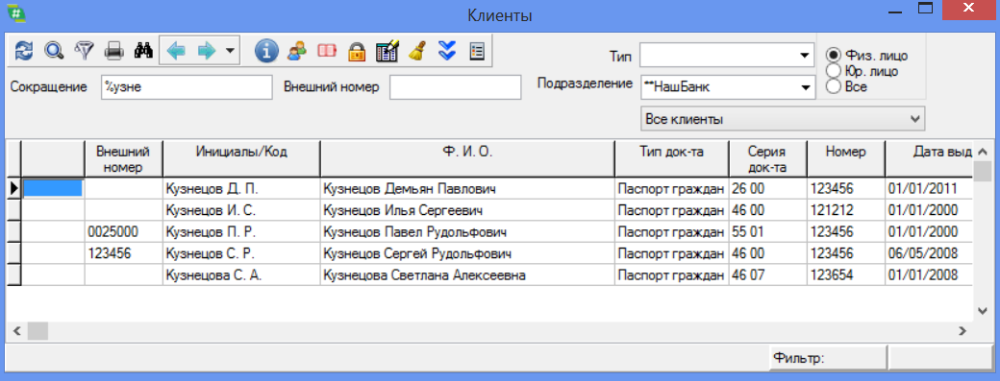 Клиенты
Тип
Физ. лицо
Юр. лицо
Все
Сокращение %узне Внешний номер Подразделение **НашБанк
Все клиенты
Внешний номер Инициалы/Код Ф. И. О. Тип док-та Серия док-та Номер Дата выд
Кузнецов Д. П. Кузнецов Демьян Павлович Паспорт граждан 26 00 123456 01/01/2011
Кузнецов И. С. Кузнецов Илья Сергеевич Паспорт граждан 46 00 121212 01/01/2000
0025000 Кузнецов П. Р. Кузнецов Павел Рудольфович Паспорт граждан 55 01 123456 01/01/2000
123456 Кузнецов С. Р. Кузнецов Сергей Рудольфович Паспорт граждан 46 00 123456 06/05/2008
Кузнецова С. А. Кузнецова Светлана Алексеевна Паспорт граждан 46 07 123654 01/01/2008
Фильтр: